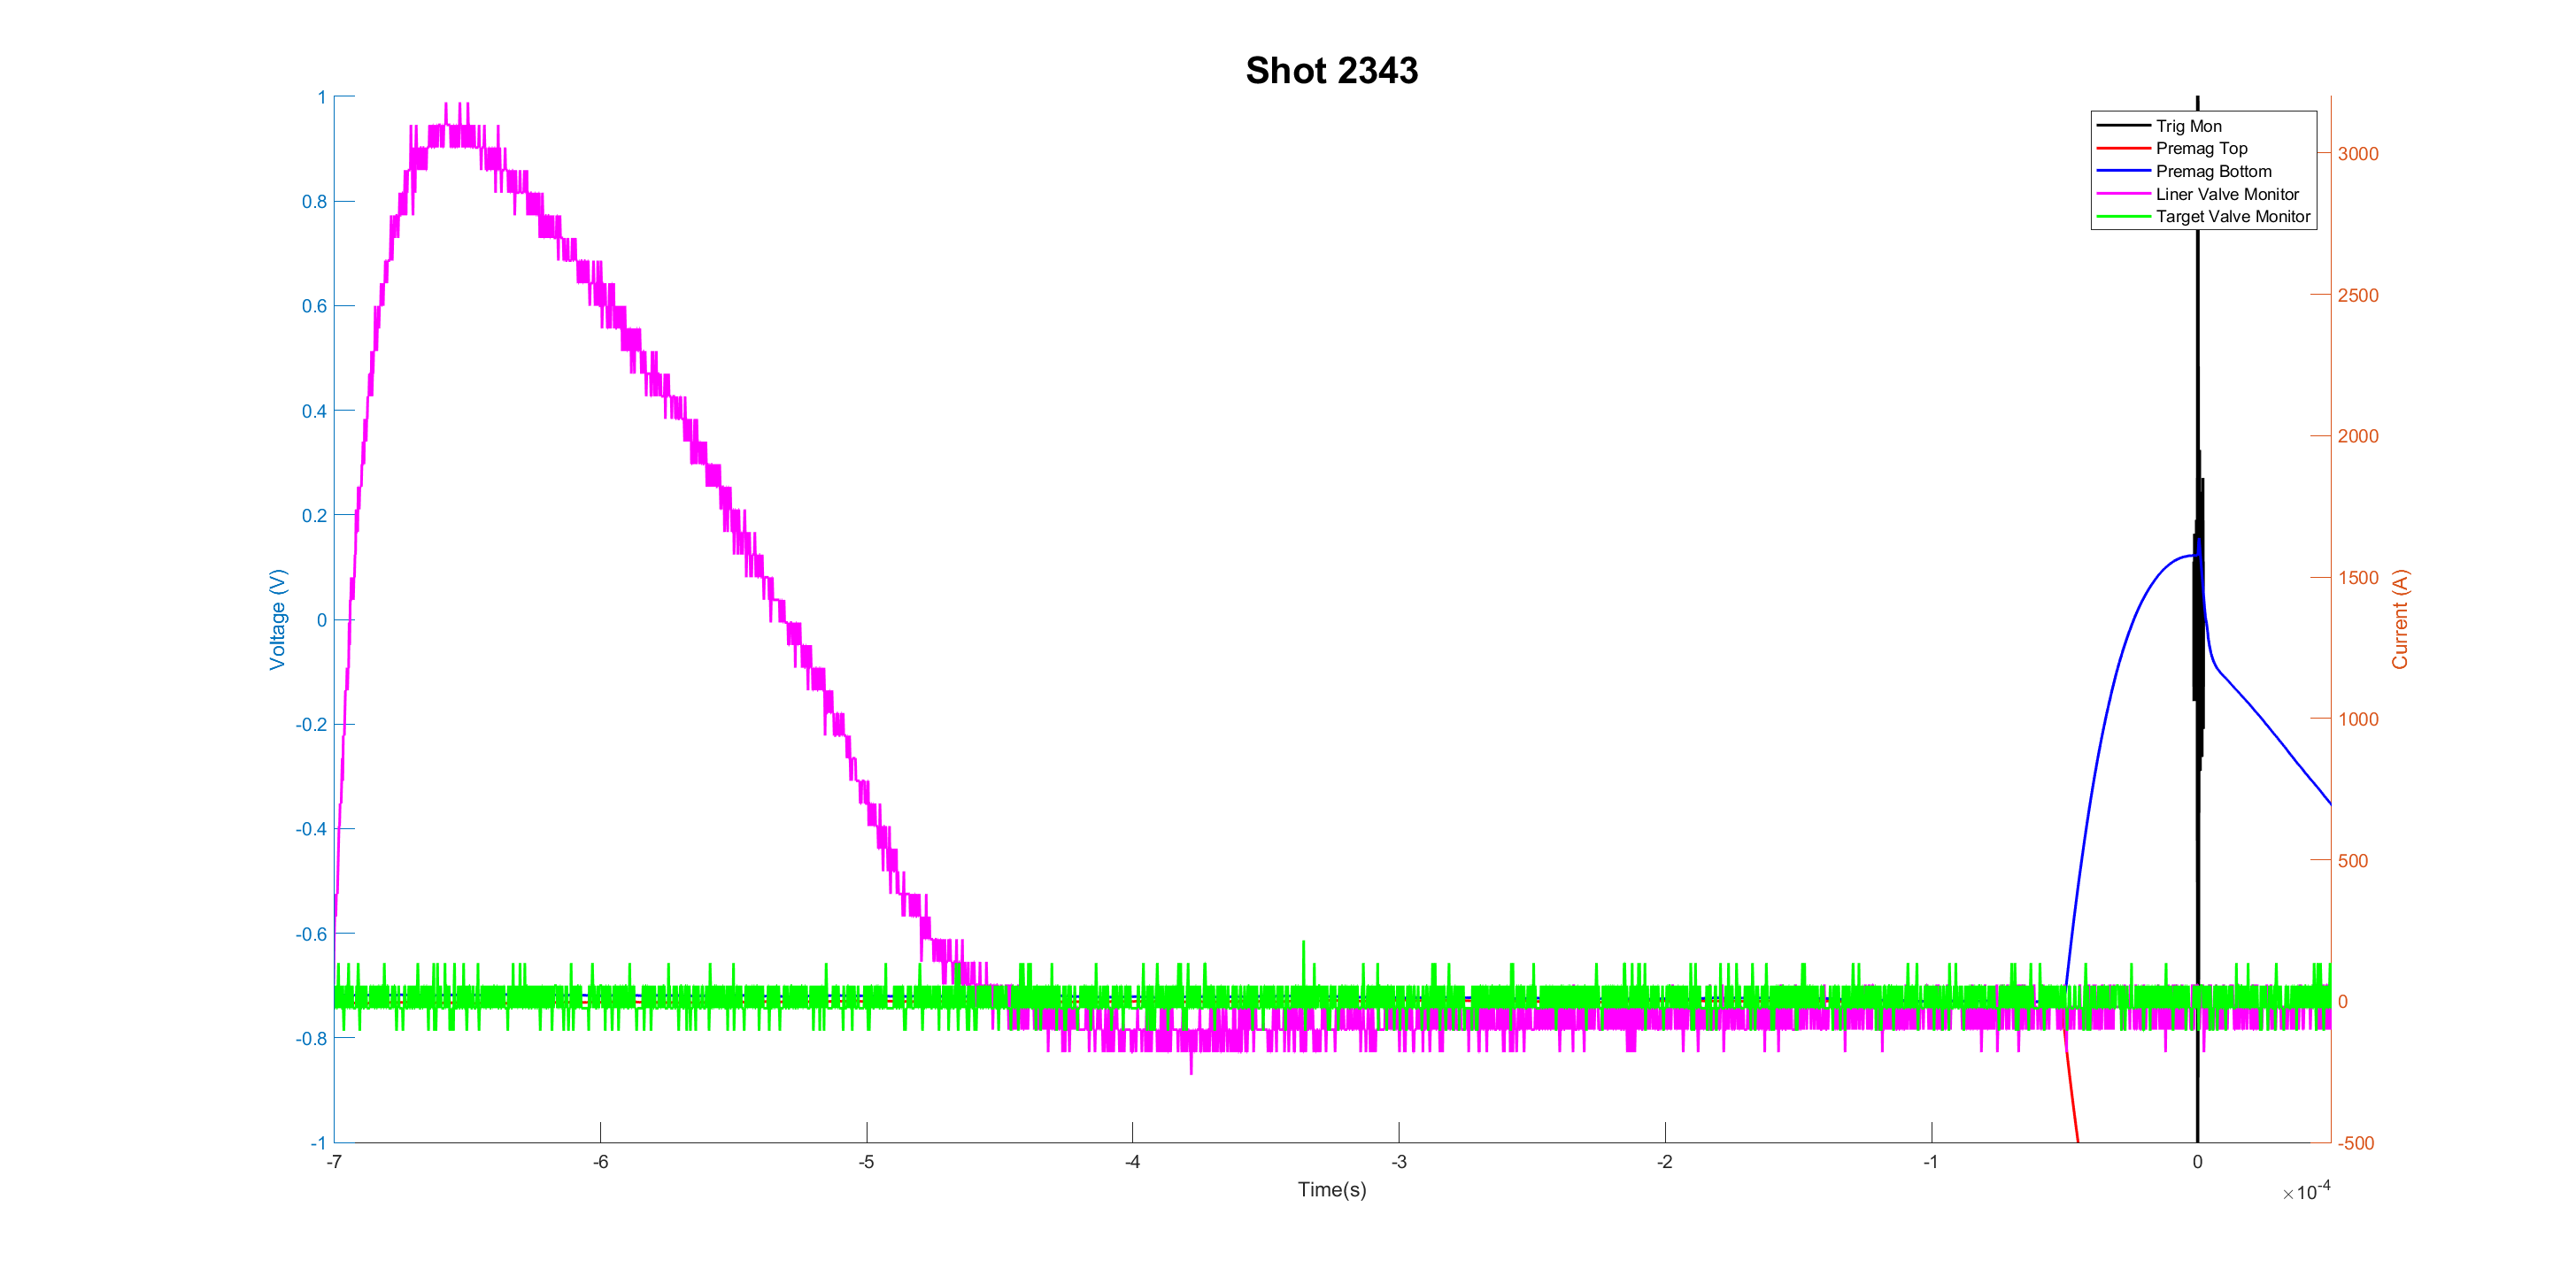 Shot 2343
Trig Mon
Premag Top
Premag Bottom
Liner Valve Monitor
Target Valve Monitor
1
0.8
0.6
0.4
0.2
0
-0.2
-0.4
-0.6
-0.8
-1
Voltage (V)
3000
2500
2000
1500
1000
500
0
-500
Current (A)
-7 -6 -5 -4 -3 -2 -1 0
Time(s)
×10-4